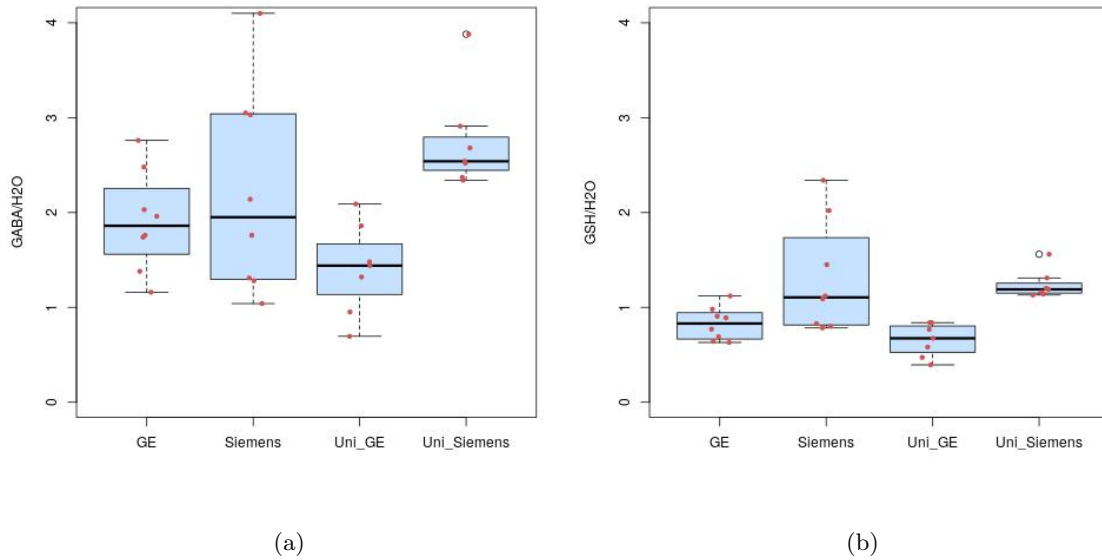 GABA/H2O
0
1
2
3
4
GE
Siemens
Uni_GE
Uni_Siemens
(a)
GSH/H2O
0
1
2
3
4
GE
Siemens
Uni_GE
Uni_Siemens
(b)